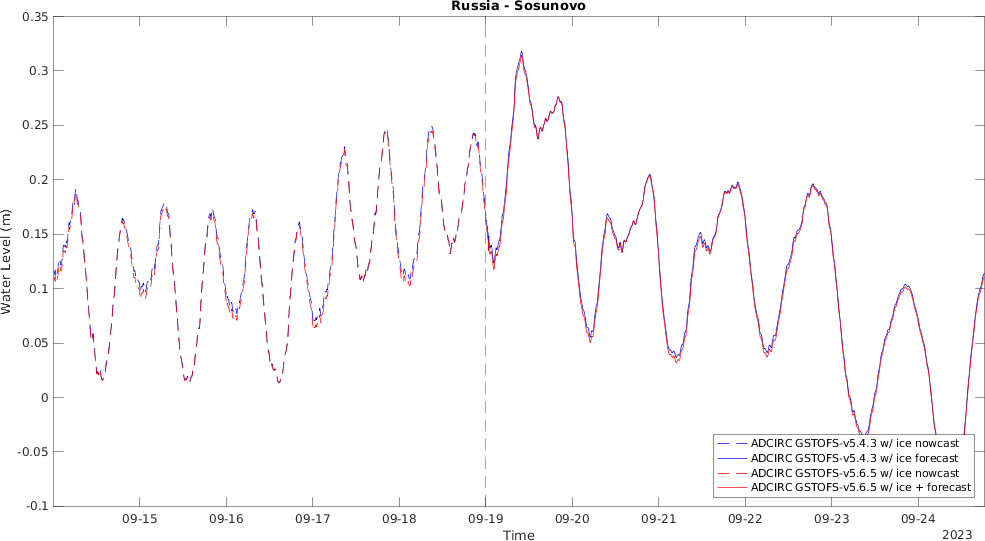 Russia - Sosunovo
0.35
0.3
0.25
0.2
0.15
0.1
0.05
0
-0.05
-0.1
Water Level (m)
ADCIRC GSTOFS-v5.4.3 w/ ice nowcast
ADCIRC GSTOFS-v5.4.3 w/ ice forecast
ADCIRC GSTOFS-v5.6.5 w/ ice nowcast
ADCIRC GSTOFS-v5.6.5 w/ ice + forecast
09-15 09-16 09-17 09-18 09-19 09-20 09-21 09-22 09-23 09-24
Time
2023